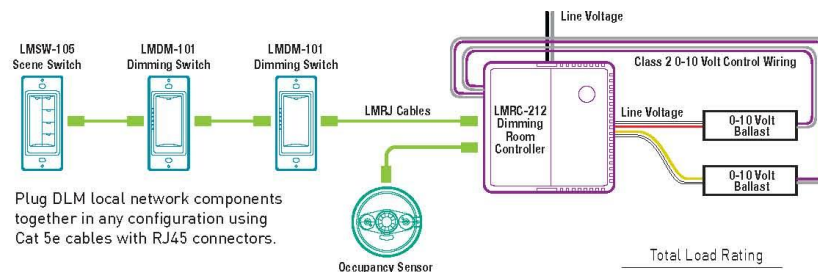 Line Voltage
LMSW-105
Scene Switch
LMDM-101
Dimming Switch
LMDM-101
Dimming Switch
Class 2 0-10 Volt Control Wiring
LMRJ Cables
LMRC-212
Dimming
Room
Controller
Line Voltage
0-10 Volt
Ballast
0-10 Volt
Ballast
Plug DLM local network components
together in any configuration using
Cat 5e cables with RJ45 connectors.
Occupancy Sensor
Total Load Rating